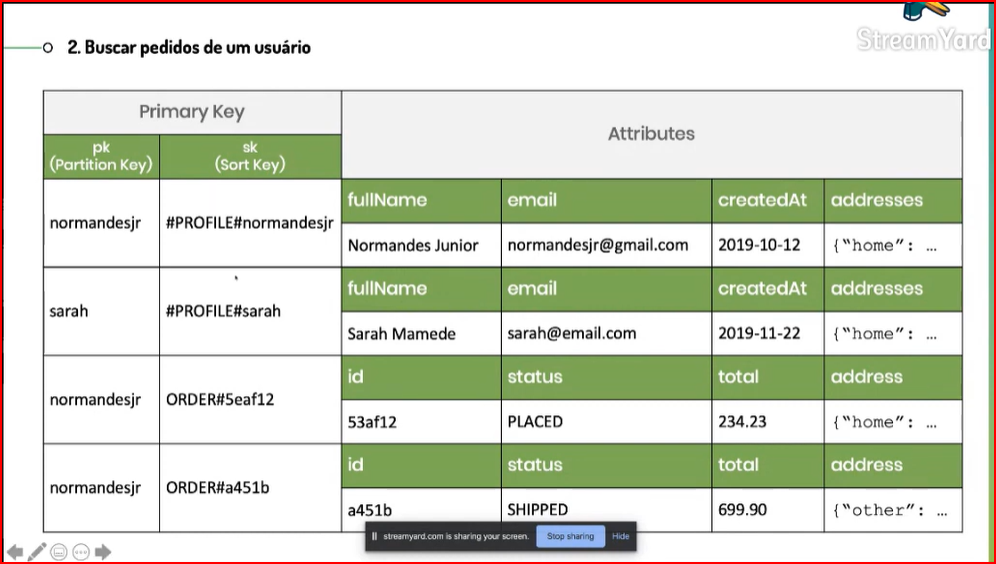 StreamYard
2. Buscar pedidos de um usuário
Primary Key
Attributes
pk
(Partition Key)
sk
(Sort Key)
normandesjr
#PROFILE#normandesjr
fullName
email
createdAt
addresses
Normandes Junior
normandesjr@gmail.com
2019-10-12
{“home”: …
sarah
#PROFILE#sarah
fullName
email
createdAt
addresses
Sarah Mamede
sarah@email.com
2019-11-22
{“home”: …
normandesjr
ORDER#5eaf12
id
status
total
address
53af12
PLACED
234.23
{“home”: …
normandesjr
ORDER#a451b
id
status
total
address
a451b
SHIPPED
699.90
{“other”: …
streamyard.com is sharing your screen.
Stop sharing
Hide